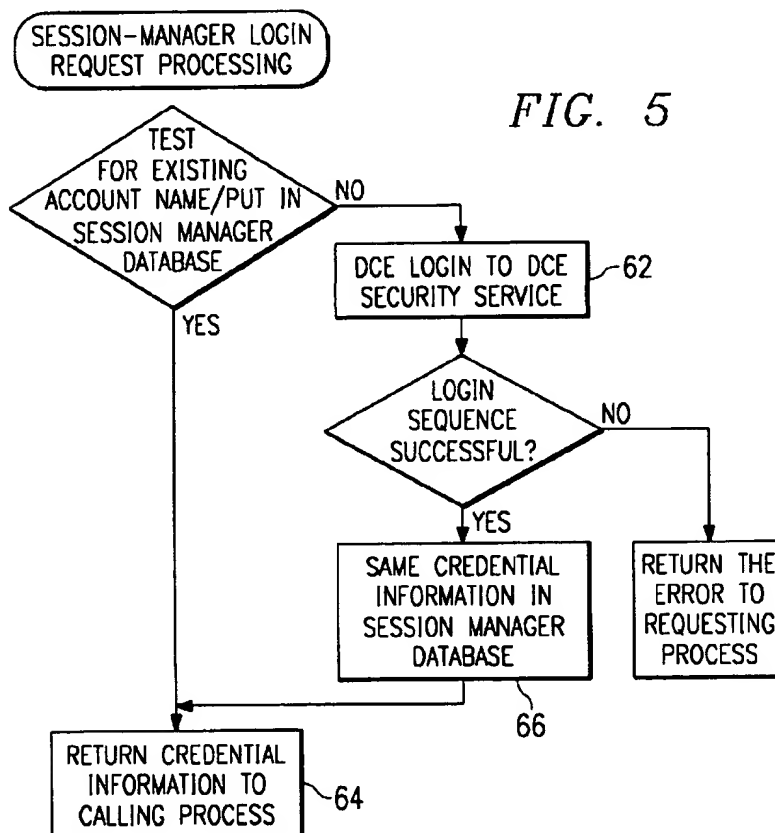 SESSION-MANAGER LOGIN
REQUEST PROCESSING
FIG. 5
TEST
FOR EXISTING
ACCOUNT NAME/PUT IN
SESSION MANAGER
DATABASE
NO
YES
DCE LOGIN TO DCE
SECURITY SERVICE
62
LOGIN
SEQUENCE
SUCCESSFUL?
NO
YES
SAME CREDENTIAL
INFORMATION IN
SESSION MANAGER
DATABASE
66
RETURN THE
ERROR TO
REQUESTING
PROCESS
RETURN CREDENTIAL
INFORMATION TO
CALLING PROCESS
64